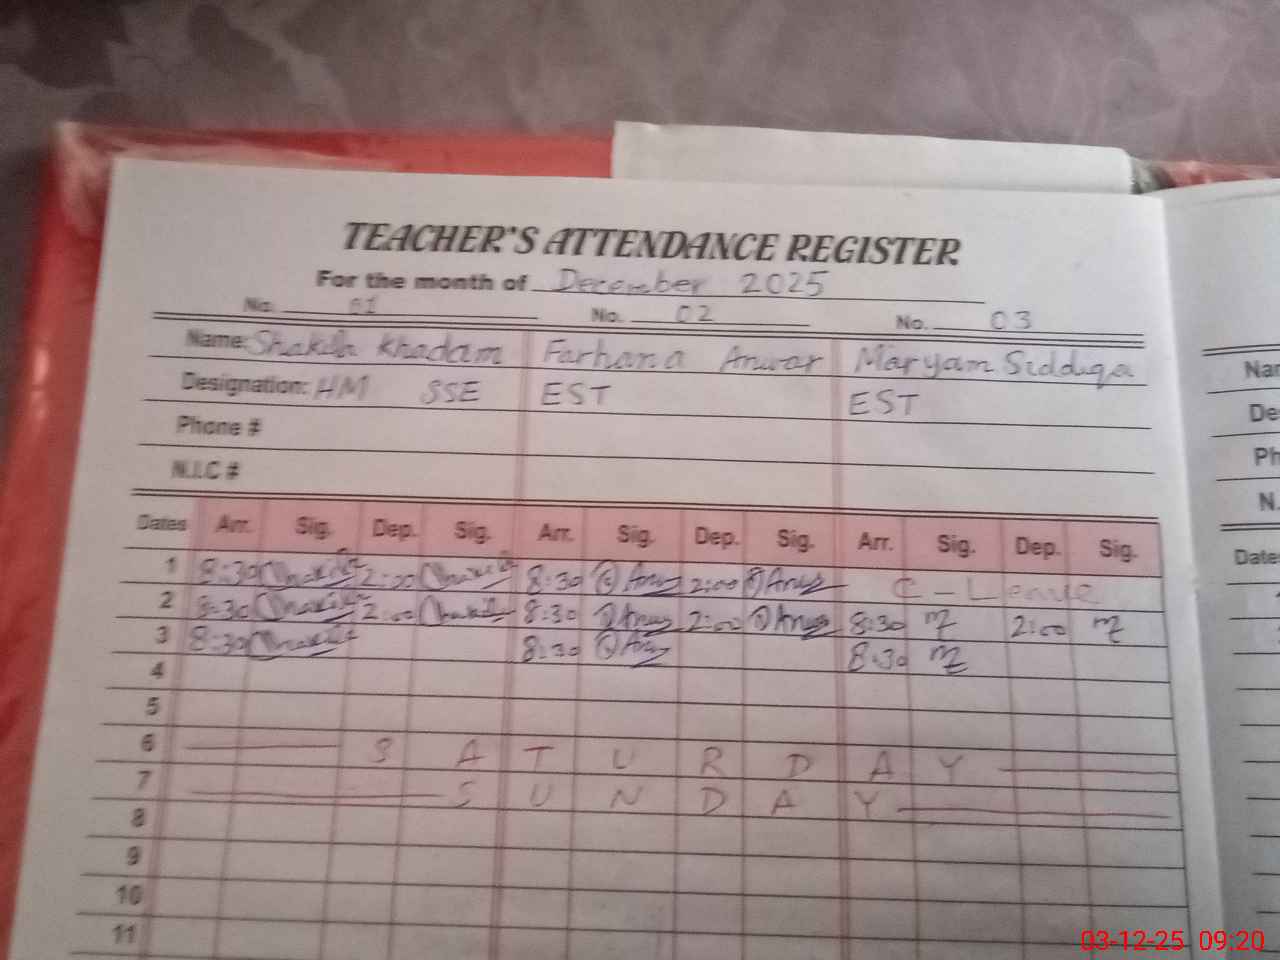 TEACHER'S ATTENDANCE REGISTER
For the month of December 2025
No. 01 No. 02 No. 03
Name: Shakila Khadam Farhana Anwar Maryam Siddiqa
Designation: HM SSE EST EST
Phone #
N.I.C #
Dates Arr. Sig. Dep. Sig. Arr. Sig. Dep. Sig. Arr. Sig. Dep. Sig.
1 8:30 2:00 8:30 2:00 C-Leave
2 8:30 2:00 8:30 2:00 8:30 2:00
3 8:30 8:30 8:30
4
5
6 SATURDAY
7 SUNDAY
8
9
10
11
Nar
De
Ph
N.
Date
03-12-25 09:20